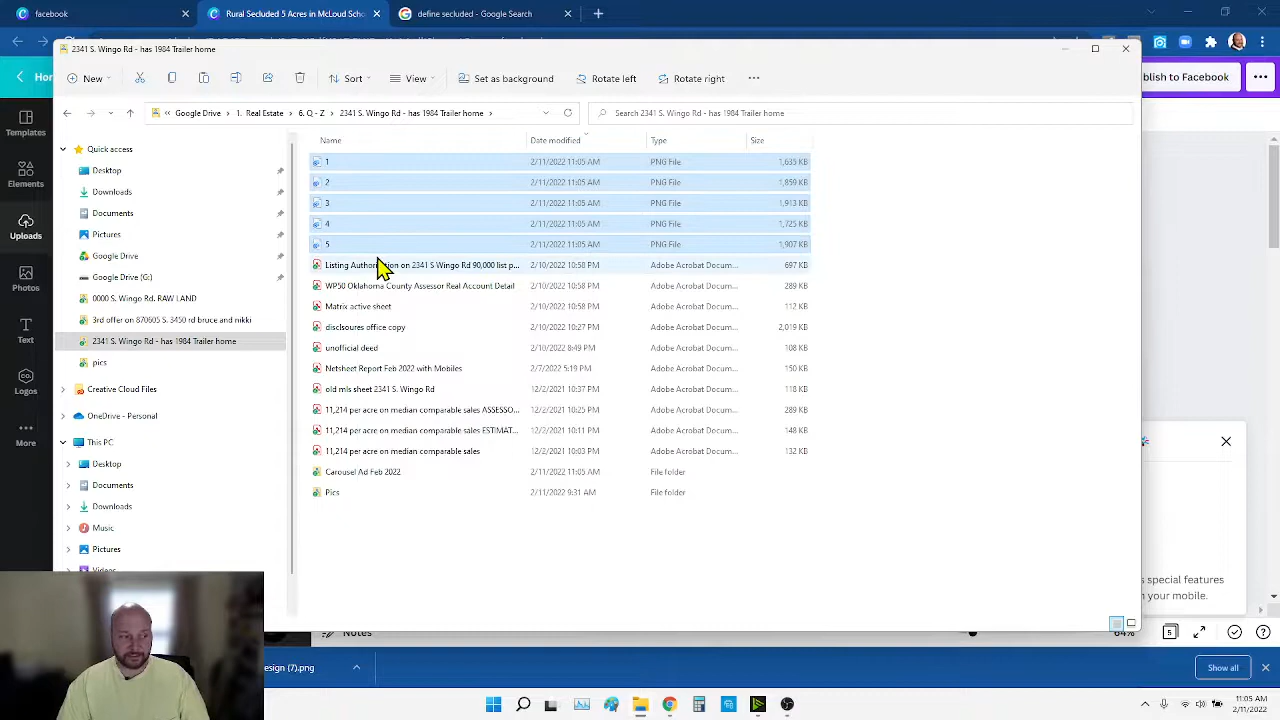 facebook × Rural Secluded 5 Acres in McLoud Scho × define secluded - Google Search × +
2341 S. Wingo Rd - has 1984 Trailer home
Hor
New Sort View Set as background Rotate left Rotate right ...
blish to Facebook ...
« Google Drive › 1. Real Estate › 6. Q - Z › 2341 S. Wingo Rd - has 1984 Trailer home ›
Search 2341 S. Wingo Rd - has 1984 Trailer home
Templates
Elements
Uploads
Photos
Text
CO.
Logos
More
Quick access
Desktop
Downloads
Documents
Pictures
Google Drive
Google Drive (G:)
0000 S. Wingo Rd. RAW LAND
3rd offer on 870605 S. 3450 rd bruce and nikki
2341 S. Wingo Rd - has 1984 Trailer home
pics
Creative Cloud Files
OneDrive - Personal
This PC
Desktop
Documents
Downloads
Music
Pictures
Videos
Name Date modified Type Size
1 2/11/2022 11:05 AM PNG File 1,635 KB
2 2/11/2022 11:05 AM PNG File 1,859 KB
3 2/11/2022 11:05 AM PNG File 1,913 KB
4 2/11/2022 11:05 AM PNG File 1,725 KB
5 2/11/2022 11:05 AM PNG File 1,907 KB
Listing on 2341 S Wingo Rd 90,000 list p... 2/10/2022 10:58 PM Adobe Acrobat Docum... 697 KB
WP50 Oklahoma County Assessor Real Account Detail 2/10/2022 10:58 PM Adobe Acrobat Docum... 289 KB
Matrix active sheet 2/10/2022 10:58 PM Adobe Acrobat Docum... 112 KB
disclsoures office copy 2/10/2022 10:27 PM Adobe Acrobat Docum... 2,019 KB
unofficial deed 2/10/2022 8:49 PM Adobe Acrobat Docum... 108 KB
Netsheet Report Feb 2022 with Mobiles 2/7/2022 5:19 PM Adobe Acrobat Docum... 150 KB
old mls sheet 2341 S. Wingo Rd 12/2/2021 10:37 PM Adobe Acrobat Docum... 118 KB
11,214 per acre on median comparable sales ASSESSO... 12/2/2021 10:25 PM Adobe Acrobat Docum... 289 KB
11,214 per acre on median comparable sales ESTIMAT... 12/2/2021 10:11 PM Adobe Acrobat Docum... 148 KB
11,214 per acre on median comparable sales 12/2/2021 10:03 PM Adobe Acrobat Docum... 132 KB
Carousel Ad Feb 2022 2/11/2022 11:05 AM File folder
Pics 2/11/2022 9:31 AM File folder
s special features
n your mobile.
Notes 64% 5
esign (7).png
Show all
11:05 AM
2/11/2022